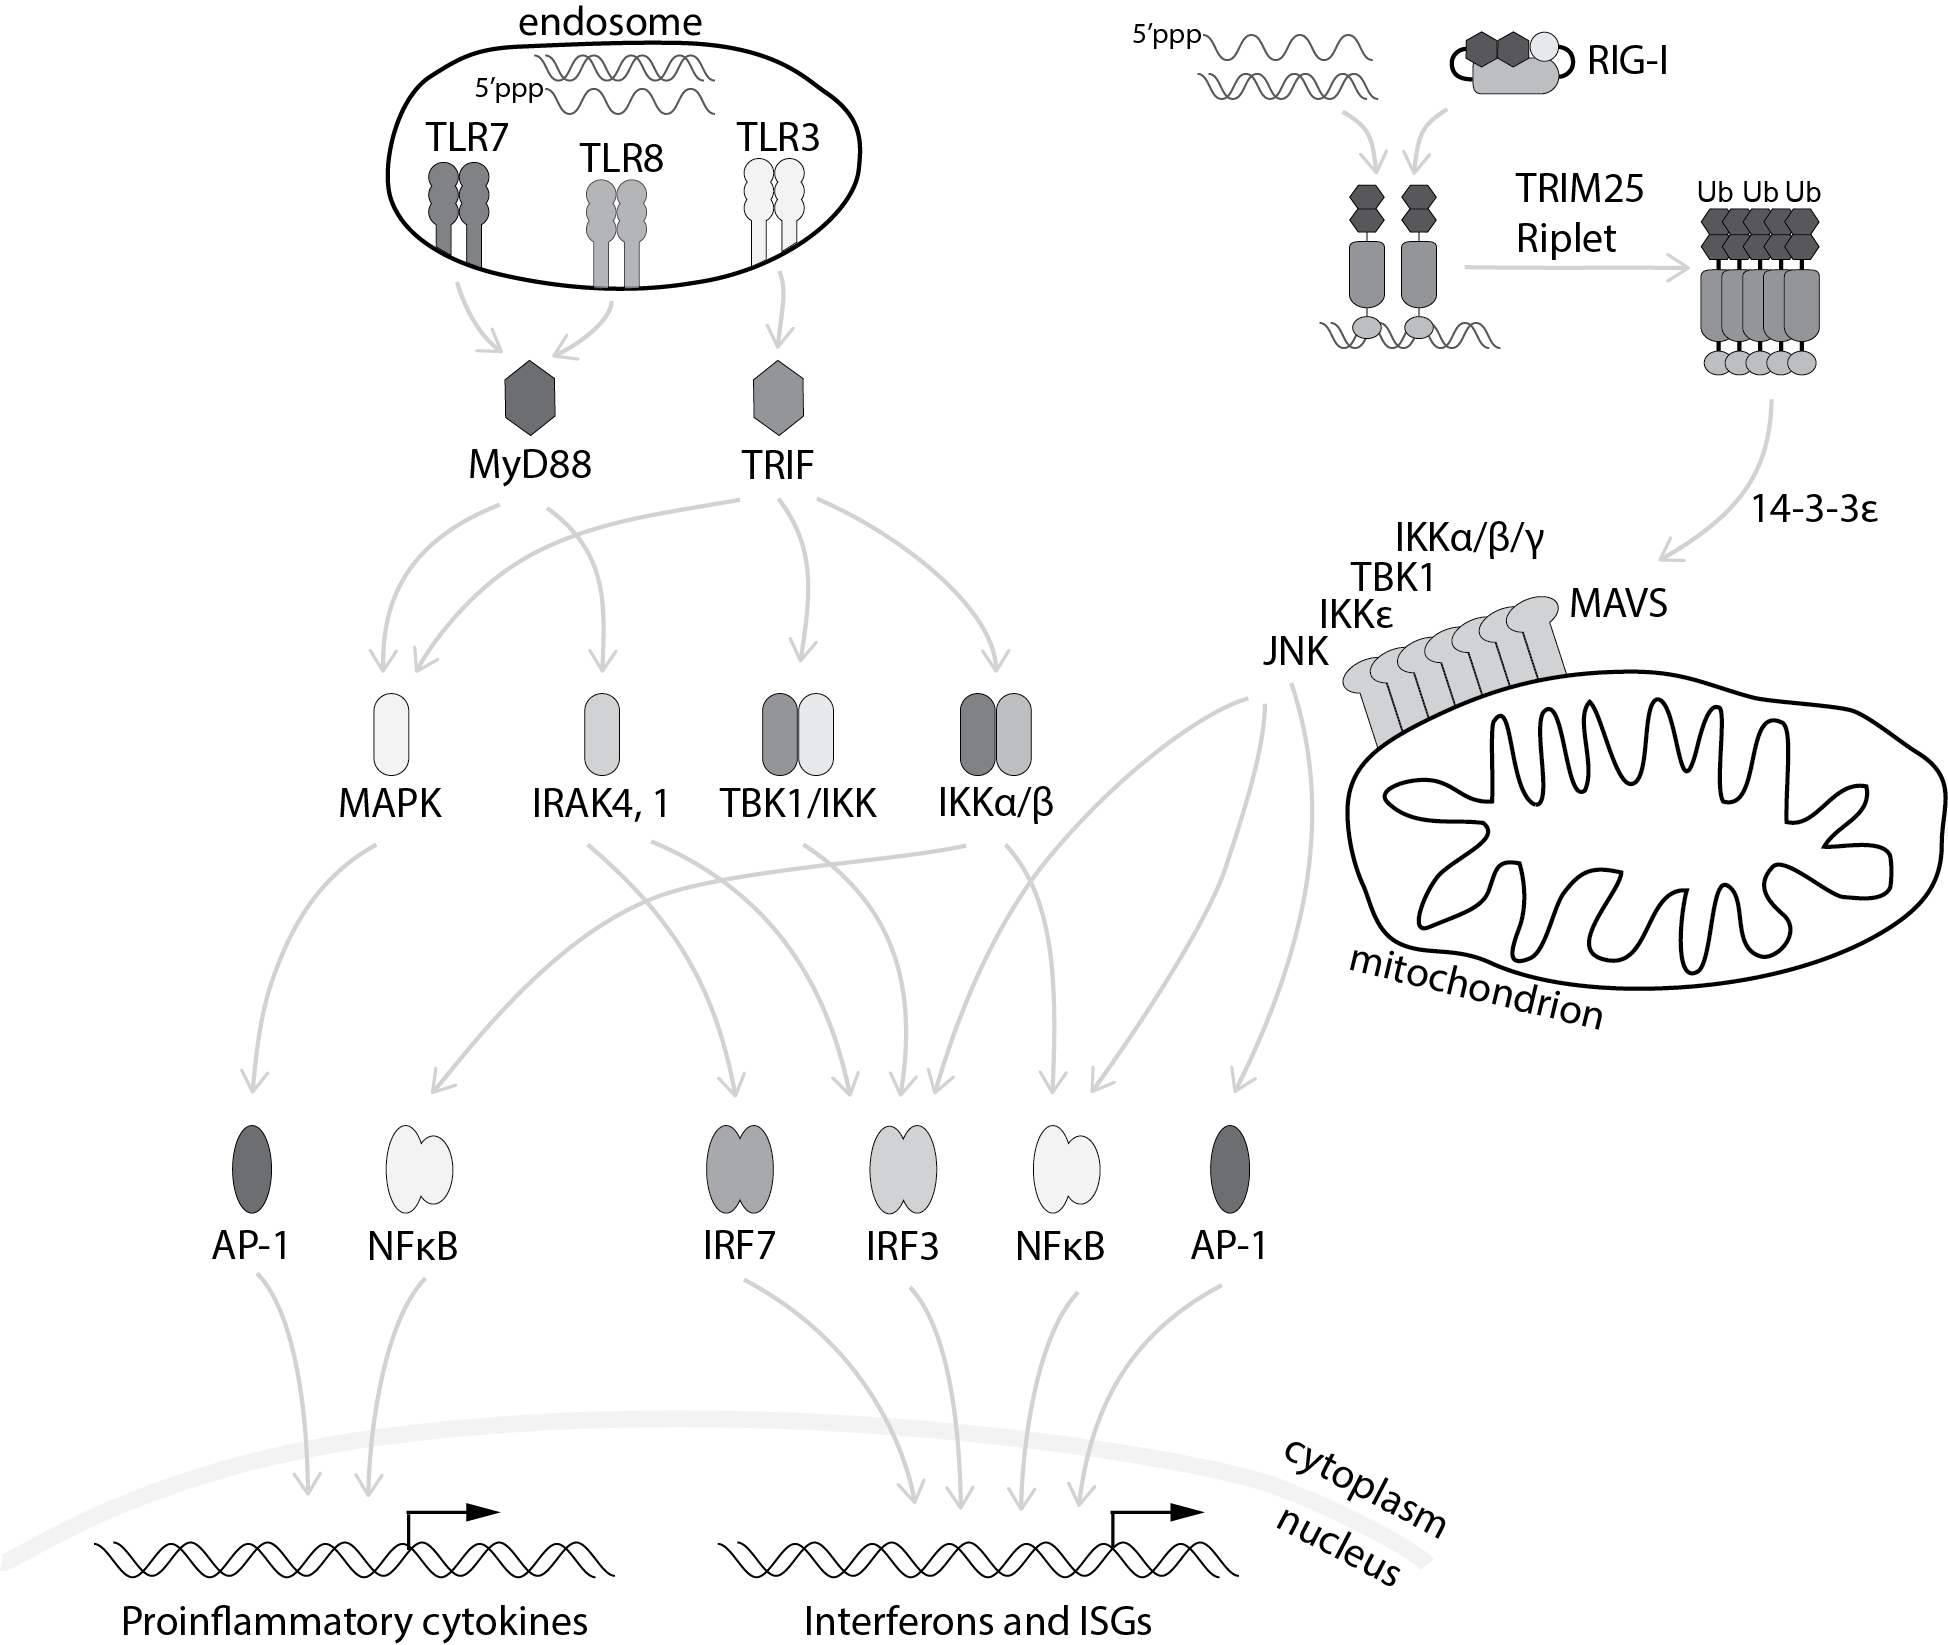 endosome
5'ppp
TLR7
TLR8
TLR3
5'ppp
RIG-I
TRIM25
Riplet
Ub Ub Ub
MyD88
TRIF
14-3-3ε
IKKα/β/γ
TBK1
IKKε
JNK
MAVS
MAPK
IRAK4, 1
TBK1/IKK
IKKα/β
mitochondrion
AP-1
NFκB
IRF7
IRF3
NFκB
AP-1
cytoplasm
nucleus
Proinflammatory cytokines
Interferons and ISGs